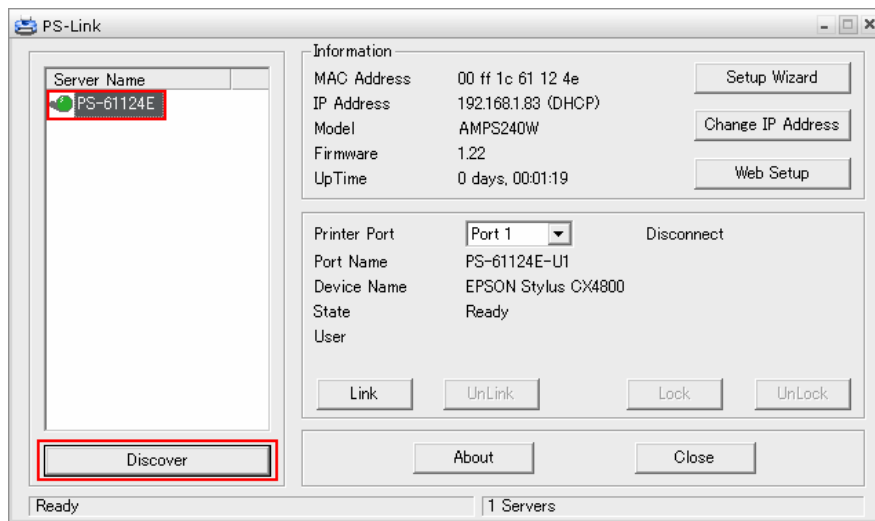 PS-Link
Server Name
PS-61124E
Discover
Information
MAC Address 00 ff 1c 61 12 4e
IP Address 192.168.1.83 (DHCP)
Model AMPS240W
Firmware 1.22
UpTime 0 days, 00:01:19
Setup Wizard
Change IP Address
Web Setup
Printer Port Port 1 Disconnect
Port Name PS-61124E-U1
Device Name EPSON Stylus CX4800
State Ready
User
Link UnLink Lock UnLock
About Close
Ready 1 Servers